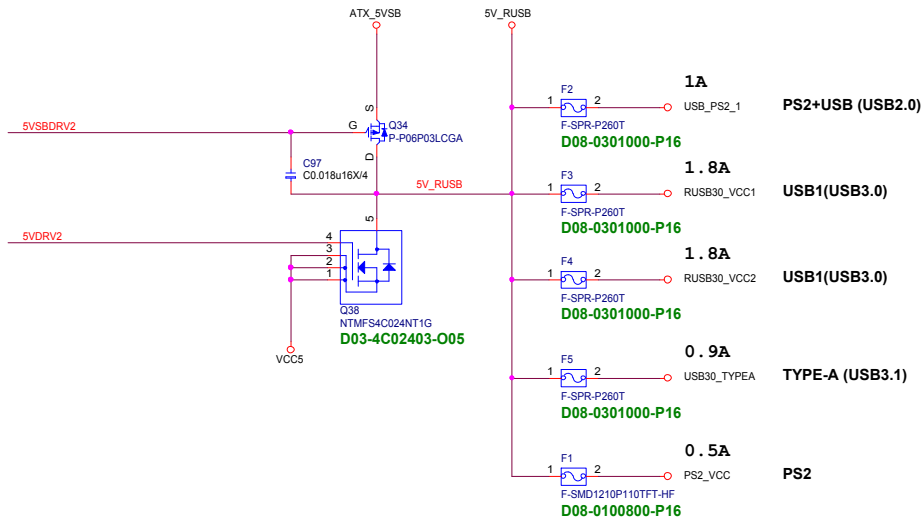 ATX_5VSB
5V_RUSB
5VSBDRV2
S
G
D
Q34
P-P06P03LCGA
C97
C0.018u16X/4
5V_RUSB
5VDRV2
5
4
3
2
1
Q38
NTMFS4C024NT1G
D03-4C02403-O05
VCC5
F2
1 2
F-SPR-P260T
D08-0301000-P16
1A
USB_PS2_1
PS2+USB (USB2.0)
F3
1 2
F-SPR-P260T
D08-0301000-P16
1.8A
RUSB30_VCC1
USB1(USB3.0)
F4
1 2
F-SPR-P260T
D08-0301000-P16
1.8A
RUSB30_VCC2
USB1(USB3.0)
F5
1 2
F-SPR-P260T
D08-0301000-P16
0.9A
USB30_TYPEA
TYPE-A (USB3.1)
F1
1 2
F-SMD1210P110TFT-HF
D08-0100800-P16
0.5A
PS2_VCC
PS2